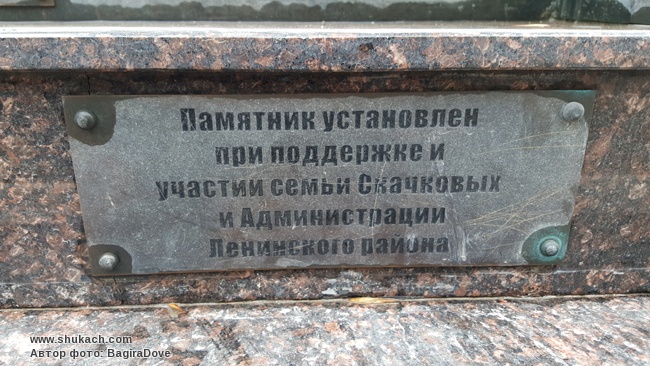 Памятник установлен
при поддержке и
участии семьи Скачковых
и Администрации
Ленинского района
www.shukach.com
Автор фото: BagiraDove